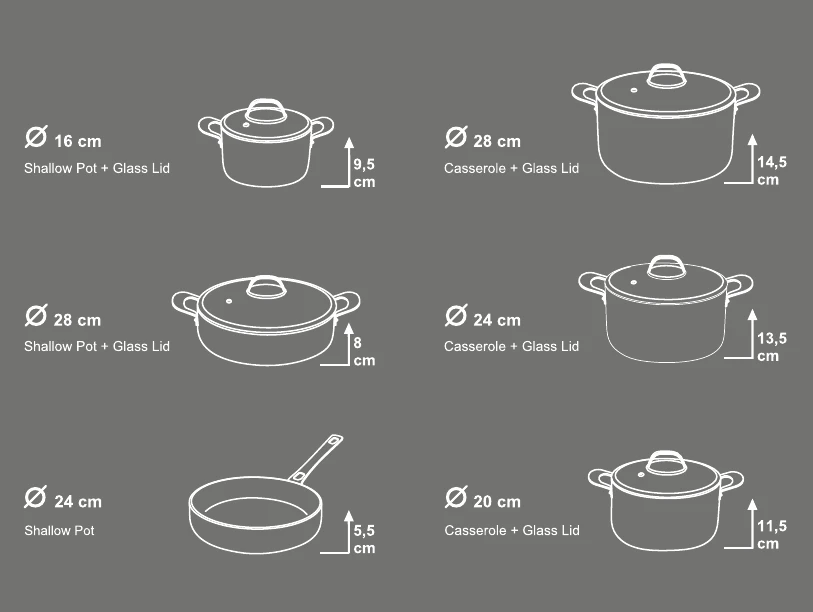 Ø 16 cm
Shallow Pot + Glass Lid
9,5
cm
Ø 28 cm
Casserole + Glass Lid
14,5
cm
Ø 28 cm
Shallow Pot + Glass Lid
8
cm
Ø 24 cm
Casserole + Glass Lid
13,5
cm
Ø 24 cm
Shallow Pot
5,5
cm
Ø 20 cm
Casserole + Glass Lid
11,5
cm